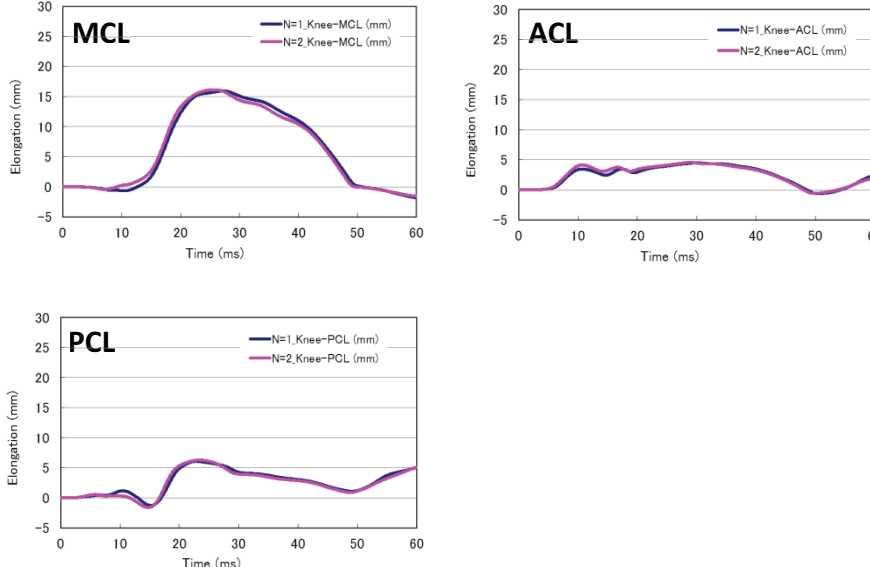 MCL
N=1_Knee-MCL (mm)
N=2_Knee-MCL (mm)
30
25
20
15
10
5
0
-5
Elongation (mm)
0 10 20 30 40 50 60
Time (ms)
ACL
N=1_Knee-ACL (mm)
N=2_Knee-ACL (mm)
30
25
20
15
10
5
0
-5
Elongation (mm)
0 10 20 30 40 50
Time (ms)
PCL
N=1_Knee-PCL (mm)
N=2_Knee-PCL (mm)
30
25
20
15
10
5
0
-5
Elongation (mm)
0 10 20 30 40 50 60
Time (ms)